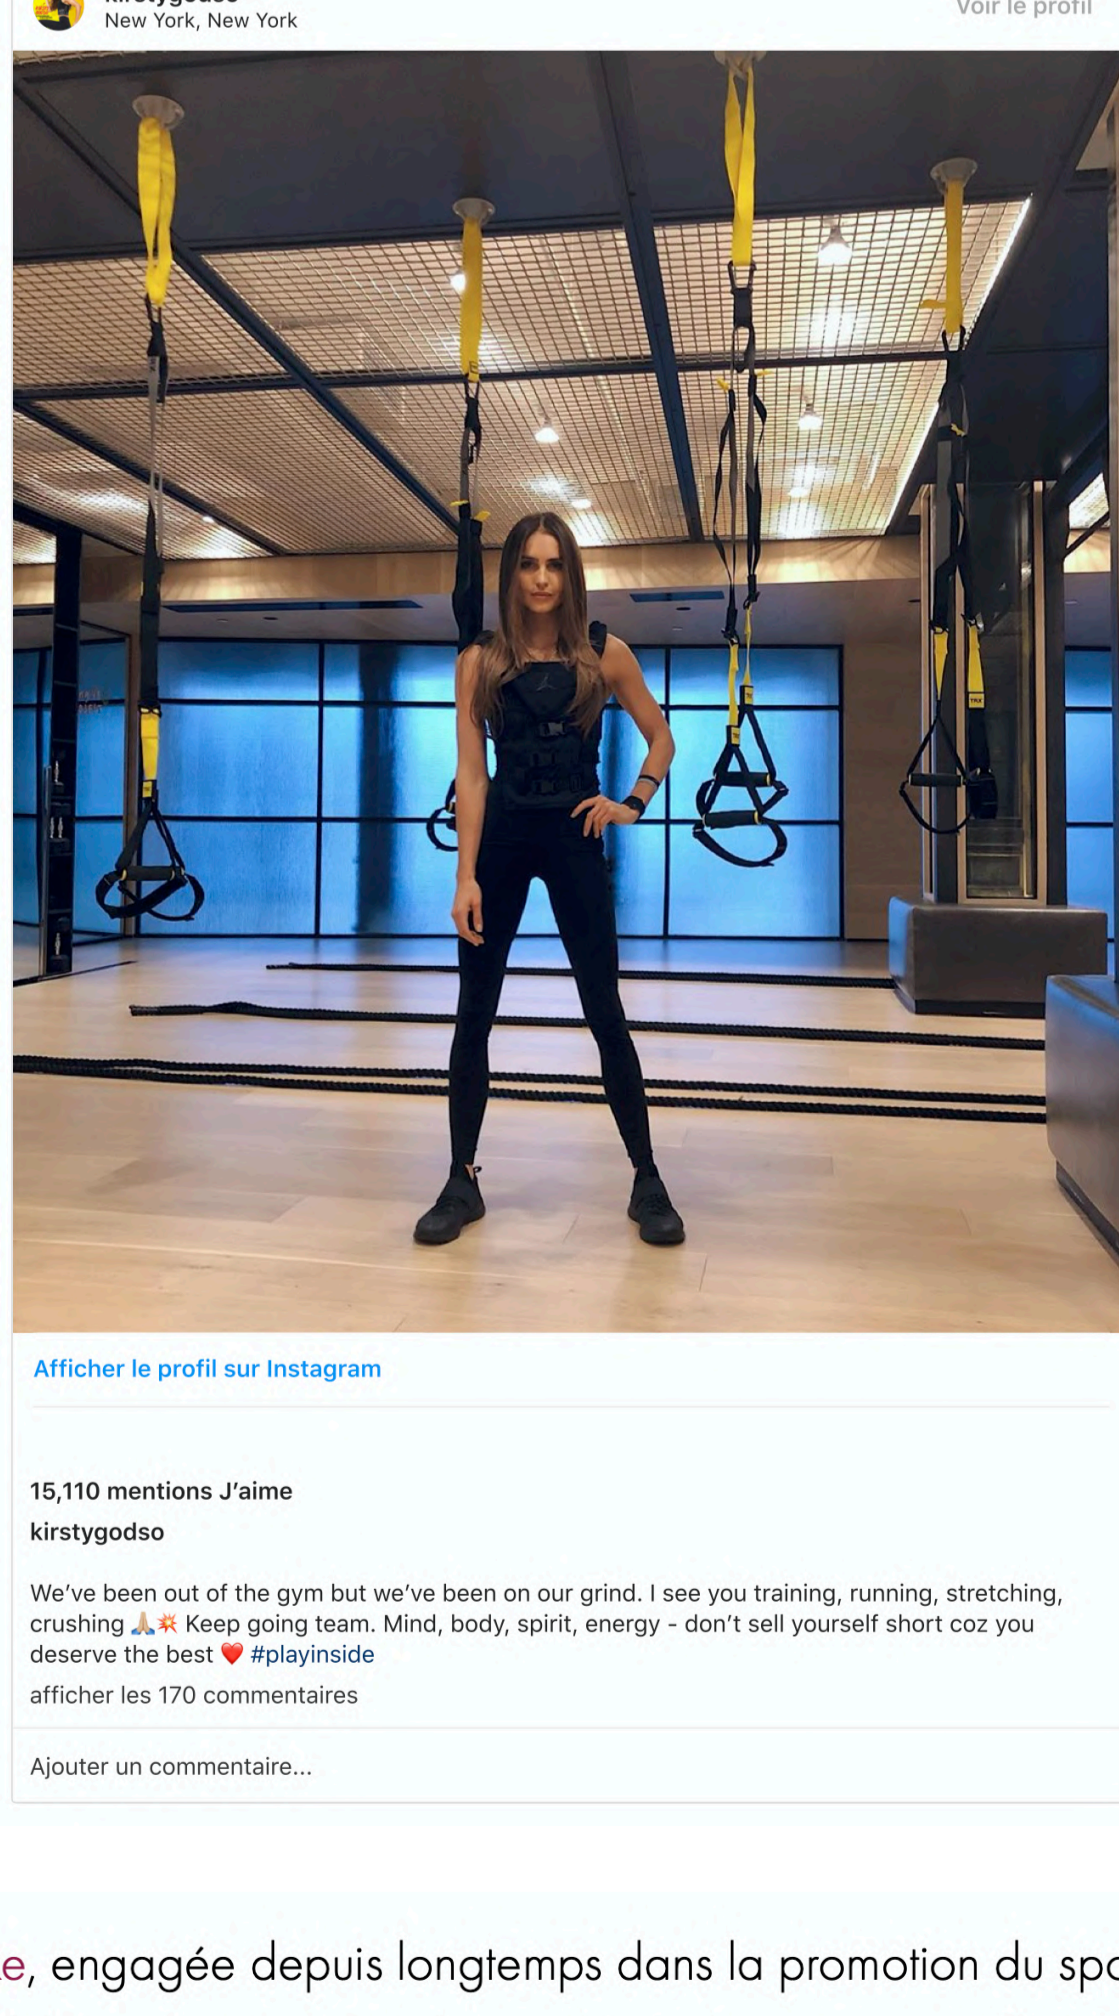 kirstygodso
New York, New York
Voir le profil
TRX
Afficher le profil sur Instagram
15,110 mentions J’aime
kirstygodso
We’ve been out of the gym but we’ve been on our grind. I see you training, running, stretching,
crushing 🙏🏼💥 Keep going team. Mind, body, spirit, energy - don’t sell yourself short coz you
deserve the best ❤️ #playinside
afficher les 170 commentaires
Ajouter un commentaire...
e, engagée depuis longtemps dans la promotion du spo